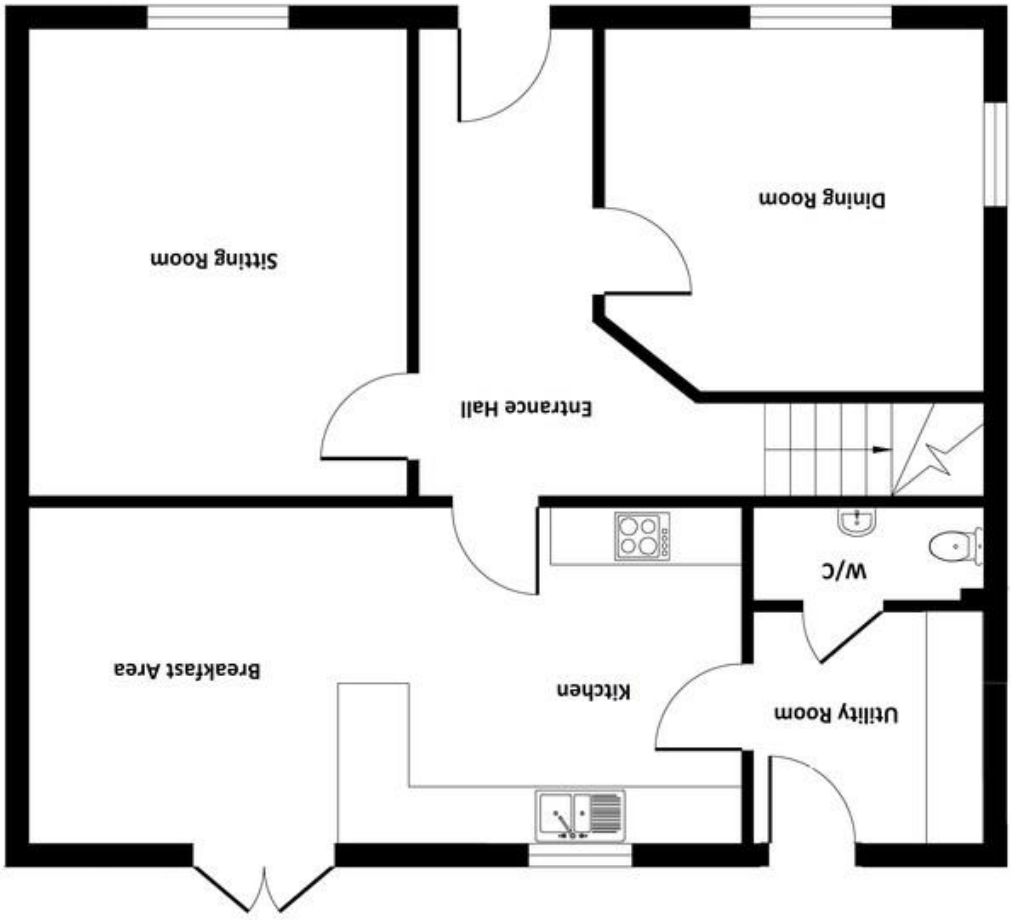 Utility Room
Kitchen
Breakfast Area
W/C
Entrance Hall
Sitting Room
Dining Room